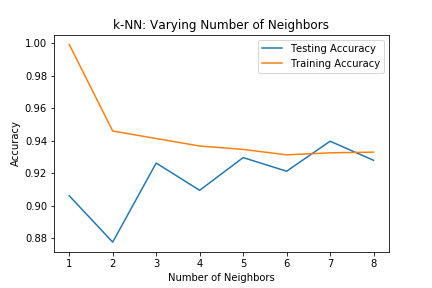 k-NN: Varying Number of Neighbors
Testing Accuracy
Training Accuracy
Accuracy
1.00
0.98
0.96
0.94
0.92
0.90
0.88
1 2 3 4 5 6 7 8
Number of Neighbors